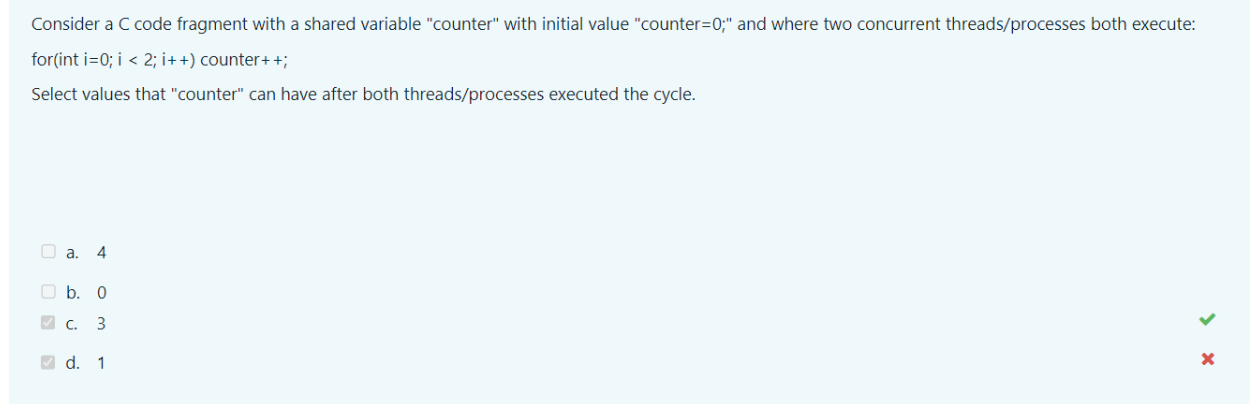 Consider a C code fragment with a shared variable "counter" with initial value "counter=0;" and where two concurrent threads/processes both execute:
for(int i=0; i < 2; i++) counter++;
Select values that "counter" can have after both threads/processes executed the cycle.
a. 4
b. 0
c. 3
d. 1